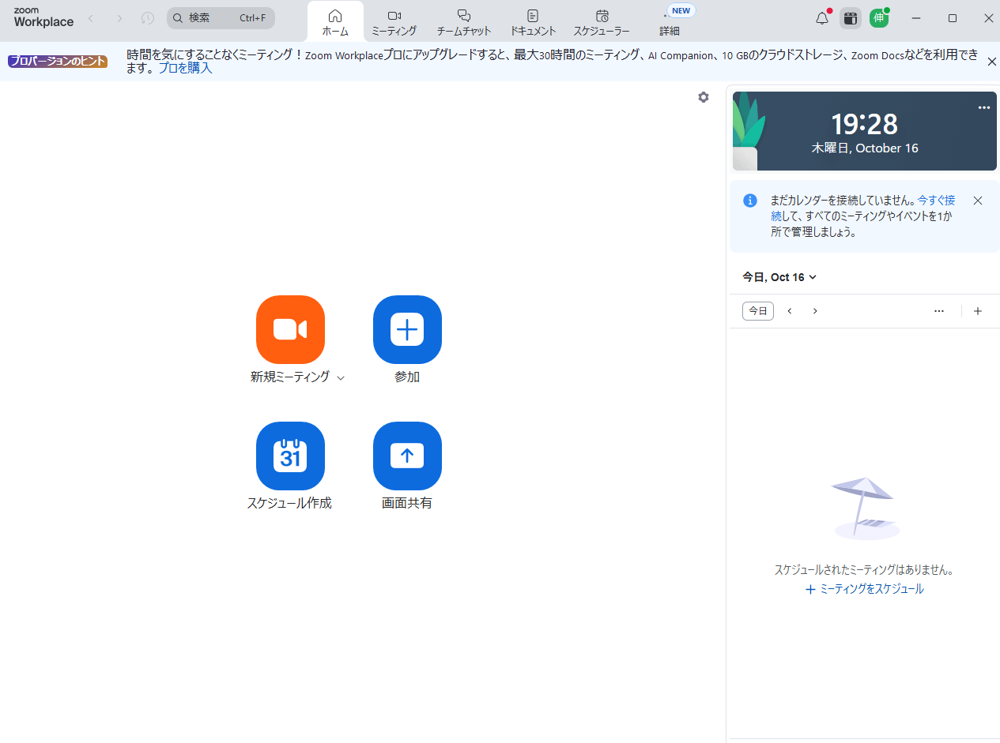 zoom
Workplace
検索 Ctrl+F
ホーム
ミーティング
チームチャット
ドキュメント
スケジューラー
NEW
詳細
伸
プロバージョンのヒント
時間を気にすることなくミーティング！Zoom Workplaceプロにアップグレードすると、最大30時間のミーティング、AI Companion、10 GBのクラウドストレージ、Zoom Docsなどを利用でき
ます。 プロを購入
新規ミーティング
参加
31
スケジュール作成
画面共有
19:28
木曜日, October 16
まだカレンダーを接続していません。今すぐ接
続して、すべてのミーティングやイベントを1か
所で管理しましょう。
今日, Oct 16
今日
スケジュールされたミーティングはありません。
+ ミーティングをスケジュール